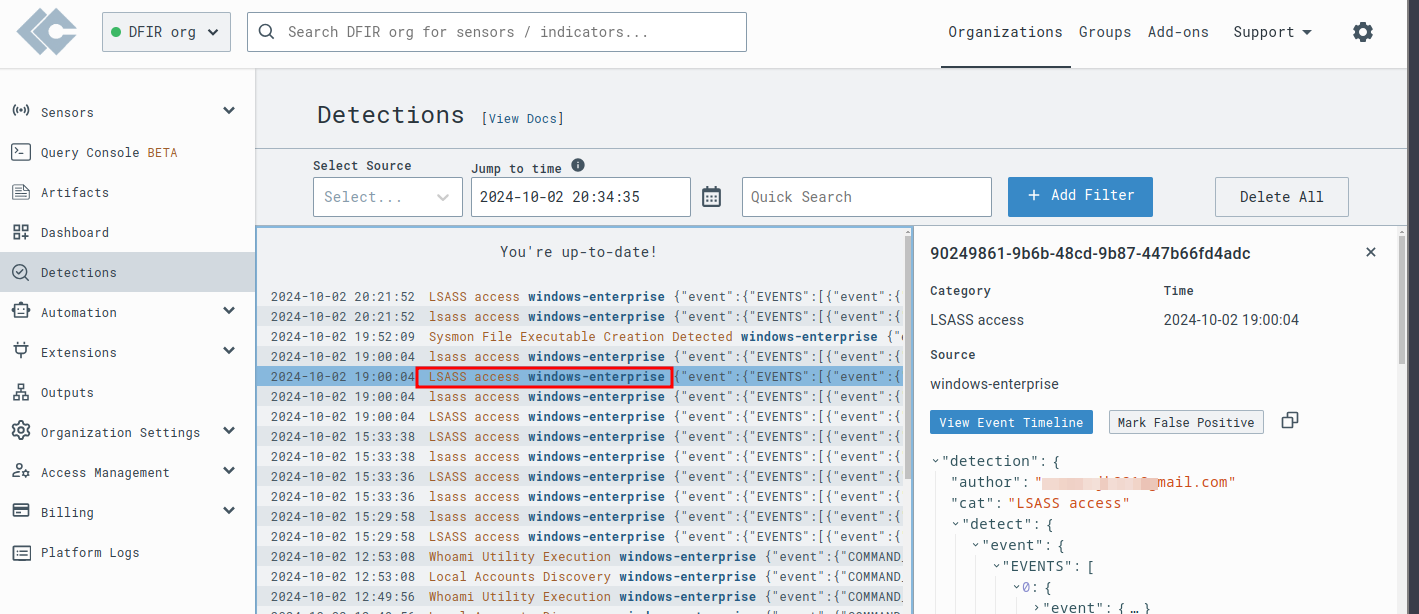 DFIR org
Search DFIR org for sensors / indicators...
Organizations Groups Add-ons Support
Sensors
Query Console BETA
Artifacts
Dashboard
Detections
Automation
Extensions
Outputs
Organization Settings
Access Management
Billing
Platform Logs
Detections [View Docs]
Select Source
Select...
Jump to time
2024-10-02 20:34:35
Quick Search
+ Add Filter
Delete All
You're up-to-date!
2024-10-02 20:21:52 LSASS access windows-enterprise {"event":{"EVENTS":[{"event":{
2024-10-02 20:21:52 lsass access windows-enterprise {"event":{"EVENTS":[{"event":{
2024-10-02 19:52:09 Sysmon File Executable Creation Detected windows-enterprise {"
2024-10-02 19:00:04 lsass access windows-enterprise {"event":{"EVENTS":[{"event":{
2024-10-02 19:00:04 LSASS access windows-enterprise {"event":{"EVENTS":[{"event":{
2024-10-02 19:00:04 lsass access windows-enterprise {"event":{"EVENTS":[{"event":{
2024-10-02 19:00:04 LSASS access windows-enterprise {"event":{"EVENTS":[{"event":{
2024-10-02 15:33:38 LSASS access windows-enterprise {"event":{"EVENTS":[{"event":{
2024-10-02 15:33:38 lsass access windows-enterprise {"event":{"EVENTS":[{"event":{
2024-10-02 15:33:36 LSASS access windows-enterprise {"event":{"EVENTS":[{"event":{
2024-10-02 15:33:36 lsass access windows-enterprise {"event":{"EVENTS":[{"event":{
2024-10-02 15:29:58 lsass access windows-enterprise {"event":{"EVENTS":[{"event":{
2024-10-02 15:29:58 LSASS access windows-enterprise {"event":{"EVENTS":[{"event":{
2024-10-02 12:53:08 Whoami Utility Execution windows-enterprise {"event":{"COMMAND_
2024-10-02 12:53:08 Local Accounts Discovery windows-enterprise {"event":{"COMMAND_
2024-10-02 12:49:56 Whoami Utility Execution windows-enterprise {"event":{"COMMAND_
90249861-9b6b-48cd-9b87-447b66fd4adc
Category Time
LSASS access 2024-10-02 19:00:04
Source
windows-enterprise
View Event Timeline Mark False Positive
"detection": {
"author": "mail.com"
"cat": "LSASS access"
"detect": {
"event": {
"EVENTS": [
0: {
"event": { … }